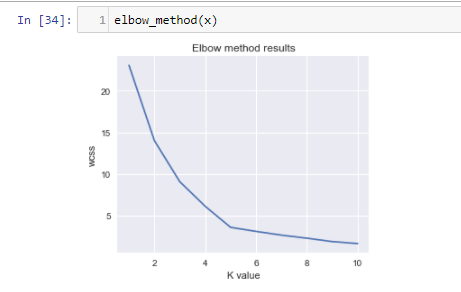 In [34]: 1 elbow_method(x)
Elbow method results
20
15
10
5
wcss
2 4 6 8 10
K value